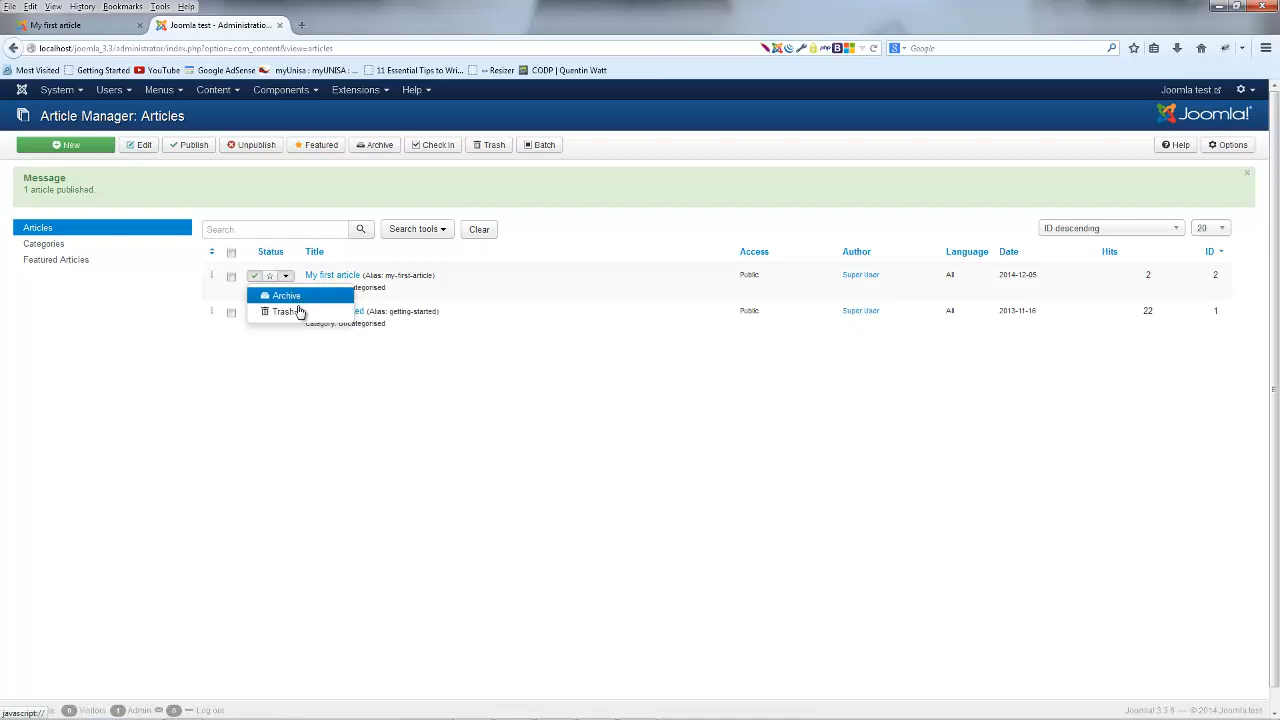 File Edit View History Bookmarks Tools Help
My first article
Joomla test - Administratio...
localhost/joomla_3.3/administrator/index.php?option=com_content&view=articles
Google
Most Visited Getting Started YouTube Google AdSense myUnisa : myUNISA : ... 11 Essential Tips to Wri... -- Resizer CODP | Quentin Watt
System Users Menus Content Components Extensions Help Joomla test
Article Manager: Articles
Joomla!
New Edit Publish Unpublish Featured Archive Check In Trash Batch Help Options
Message
1 article published.
Articles
Categories
Featured Articles
Search Search tools Clear ID descending 20
Status Title Access Author Language Date Hits ID
My first article (Alias: my-first-article) Public Super User All 2014-12-05 2 2
Archive
Trash
(Alias: getting-started) Public Super User All 2013-11-16 22 1
Category: Uncategorised
javascript:// 0 Visitors 1 Admin 0 Log out
Joomla! 3.3.6 — © 2014 Joomla test